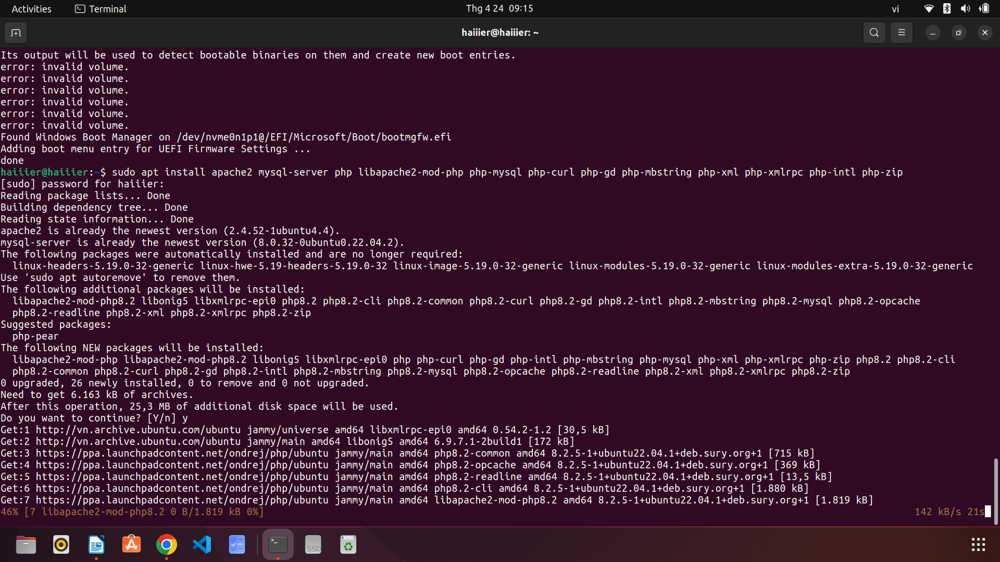 Activities
Terminal
Thg 4 24 09:15
vi
haiiier@haiiier: ~
Its output will be used to detect bootable binaries on them and create new boot entries.
error: invalid volume.
error: invalid volume.
error: invalid volume.
error: invalid volume.
error: invalid volume.
error: invalid volume.
Found Windows Boot Manager on /dev/nvme0n1p1@/EFI/Microsoft/Boot/bootmgfw.efi
Adding boot menu entry for UEFI Firmware Settings ...
done
haiiier@haiiier:~$ sudo apt install apache2 mysql-server php libapache2-mod-php php-mysql php-curl php-gd php-mbstring php-xml php-xmlrpc php-intl php-zip
[sudo] password for haiiier:
Reading package lists... Done
Building dependency tree... Done
Reading state information... Done
apache2 is already the newest version (2.4.52-1ubuntu4.4).
mysql-server is already the newest version (8.0.32-0ubuntu0.22.04.2).
The following packages were automatically installed and are no longer required:
linux-headers-5.19.0-32-generic linux-hwe-5.19-headers-5.19.0-32 linux-image-5.19.0-32-generic linux-modules-5.19.0-32-generic linux-modules-extra-5.19.0-32-generic
Use 'sudo apt autoremove' to remove them.
The following additional packages will be installed:
libapache2-mod-php8.2 libonig5 libxmlrpc-epi0 php8.2 php8.2-cli php8.2-common php8.2-curl php8.2-gd php8.2-intl php8.2-mbstring php8.2-mysql php8.2-opcache
php8.2-readline php8.2-xml php8.2-xmlrpc php8.2-zip
Suggested packages:
php-pear
The following NEW packages will be installed:
libapache2-mod-php libapache2-mod-php8.2 libonig5 libxmlrpc-epi0 php php-curl php-gd php-intl php-mbstring php-mysql php-xml php-xmlrpc php-zip php8.2 php8.2-cli
php8.2-common php8.2-curl php8.2-gd php8.2-intl php8.2-mbstring php8.2-mysql php8.2-opcache php8.2-readline php8.2-xml php8.2-xmlrpc php8.2-zip
0 upgraded, 26 newly installed, 0 to remove and 0 not upgraded.
Need to get 6.163 kB of archives.
After this operation, 25,3 MB of additional disk space will be used.
Do you want to continue? [Y/n] y
Get:1 http://vn.archive.ubuntu.com/ubuntu jammy/universe amd64 libxmlrpc-epi0 amd64 0.54.2-1.2 [30,5 kB]
Get:2 http://vn.archive.ubuntu.com/ubuntu jammy/main amd64 libonig5 amd64 6.9.7.1-2build1 [172 kB]
Get:3 https://ppa.launchpadcontent.net/ondrej/php/ubuntu jammy/main amd64 php8.2-common amd64 8.2.5-1+ubuntu22.04.1+deb.sury.org+1 [715 kB]
Get:4 https://ppa.launchpadcontent.net/ondrej/php/ubuntu jammy/main amd64 php8.2-opcache amd64 8.2.5-1+ubuntu22.04.1+deb.sury.org+1 [369 kB]
Get:5 https://ppa.launchpadcontent.net/ondrej/php/ubuntu jammy/main amd64 php8.2-readline amd64 8.2.5-1+ubuntu22.04.1+deb.sury.org+1 [13,5 kB]
Get:6 https://ppa.launchpadcontent.net/ondrej/php/ubuntu jammy/main amd64 php8.2-cli amd64 8.2.5-1+ubuntu22.04.1+deb.sury.org+1 [1.880 kB]
Get:7 https://ppa.launchpadcontent.net/ondrej/php/ubuntu jammy/main amd64 libapache2-mod-php8.2 amd64 8.2.5-1+ubuntu22.04.1+deb.sury.org+1 [1.819 kB]
46% [7 libapache2-mod-php8.2 0 B/1.819 kB 0%] 142 kB/s 21s
SSD